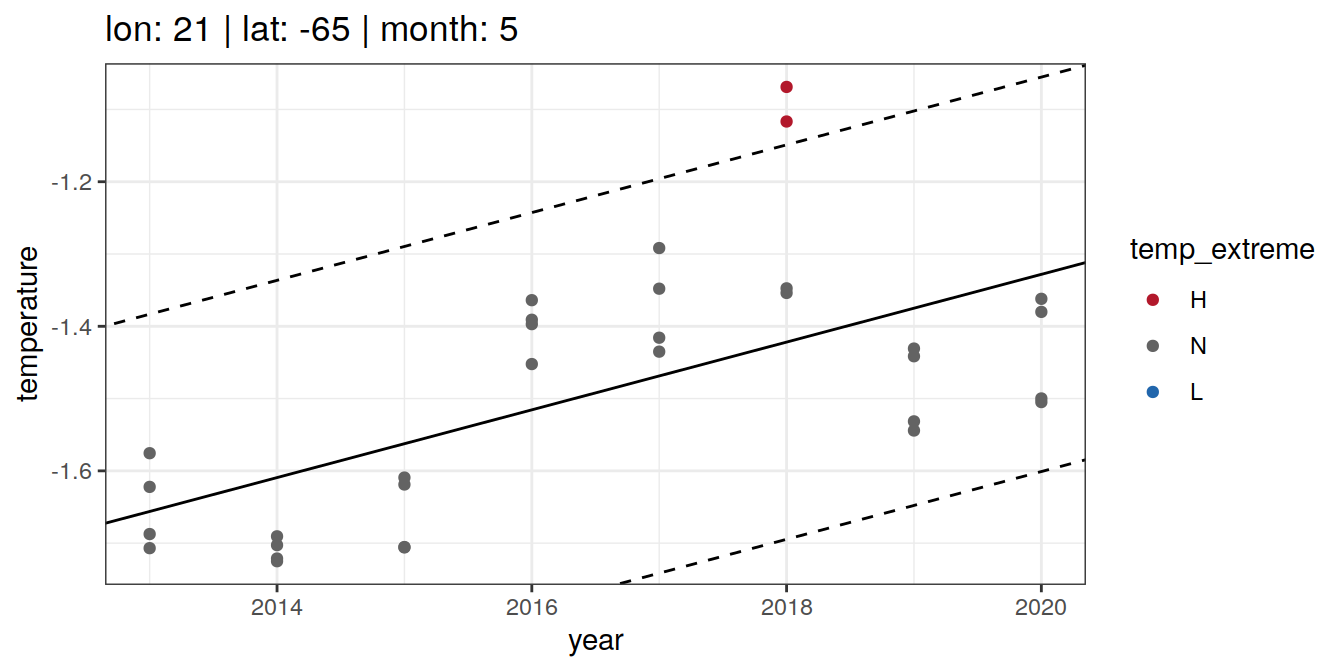 lon: 21 | lat: -65 | month: 5
temperature
-1.2
-1.4
-1.6
2014
2016
2018
2020
year
temp_extreme
H
N
L